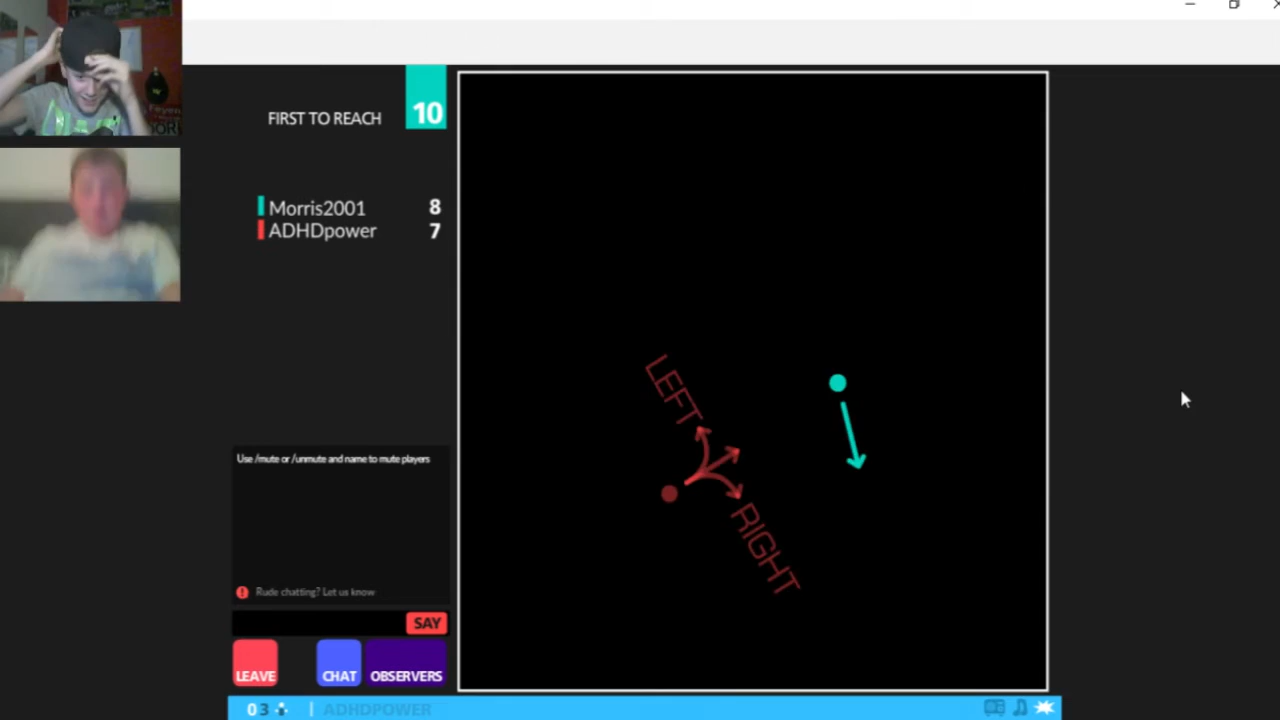 10
FIRST TO REACH
Morris2001 8
ADHDpower 7
LEFT
RIGHT
Use /mute or /unmute and name to mute players
Rude chatting? Let us know
SAY
LEAVE CHAT OBSERVERS
03 | ADHDPOWER